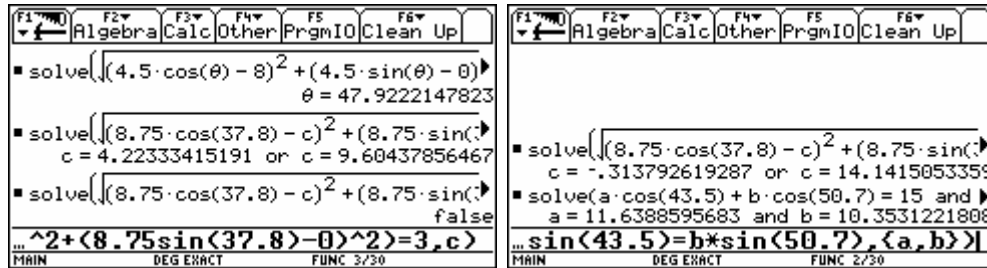 F1 F2 F3 F4 F5 F6
Algebra Calc Other PrgmIO Clean Up
solve(√(4.5·cos(θ) - 8)² + (4.5·sin(θ) - 0)
θ = 47.9222147823
solve(√(8.75·cos(37.8) - c)² + (8.75·sin(
c = 4.22333415191 or c = 9.60437856467
solve(√(8.75·cos(37.8) - c)² + (8.75·sin(
false
…^2+(8.75sin(37.8)-0)^2)=3,c)
MAIN DEG EXACT FUNC 3/30
F1 F2 F3 F4 F5 F6
Algebra Calc Other PrgmIO Clean Up
solve(√(8.75·cos(37.8) - c)² + (8.75·sin(
c = -.313792619287 or c = 14.1415053359
solve(a·cos(43.5) + b·cos(50.7) = 15 and
a = 11.6388595683 and b = 10.3531221808
…sin(43.5)=b*sin(50.7),{a,b})
MAIN DEG EXACT FUNC 2/30